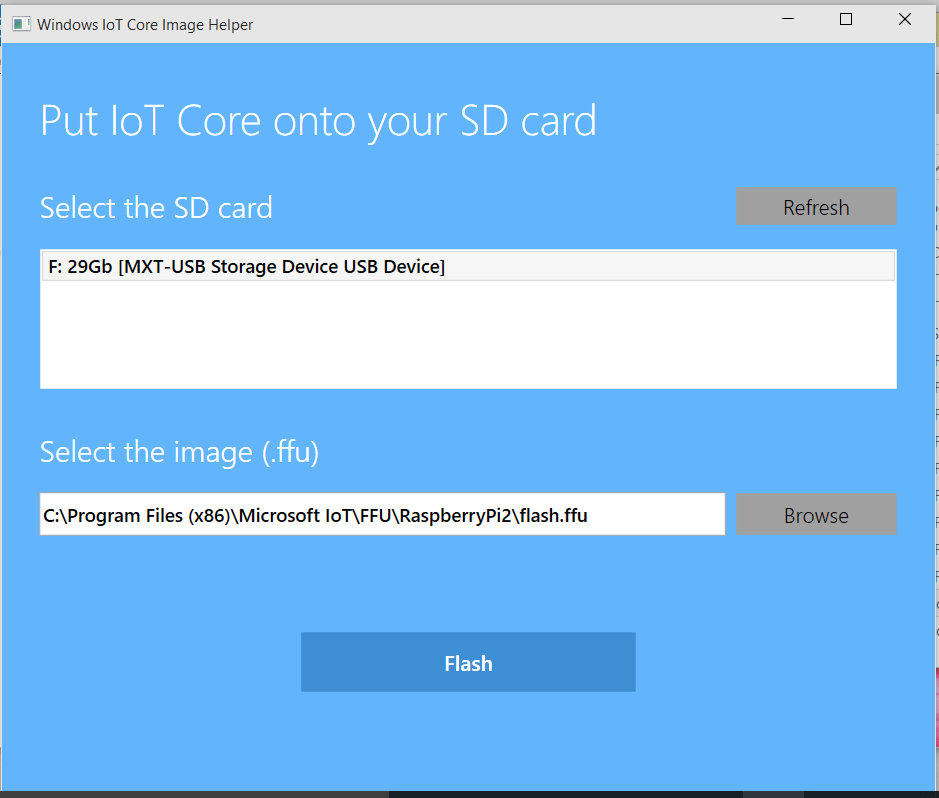 Windows IoT Core Image Helper
Put IoT Core onto your SD card
Select the SD card
Refresh
F: 29Gb [MXT-USB Storage Device USB Device]
Select the image (.ffu)
C:\Program Files (x86)\Microsoft IoT\FFU\RaspberryPi2\flash.ffu
Browse
Flash